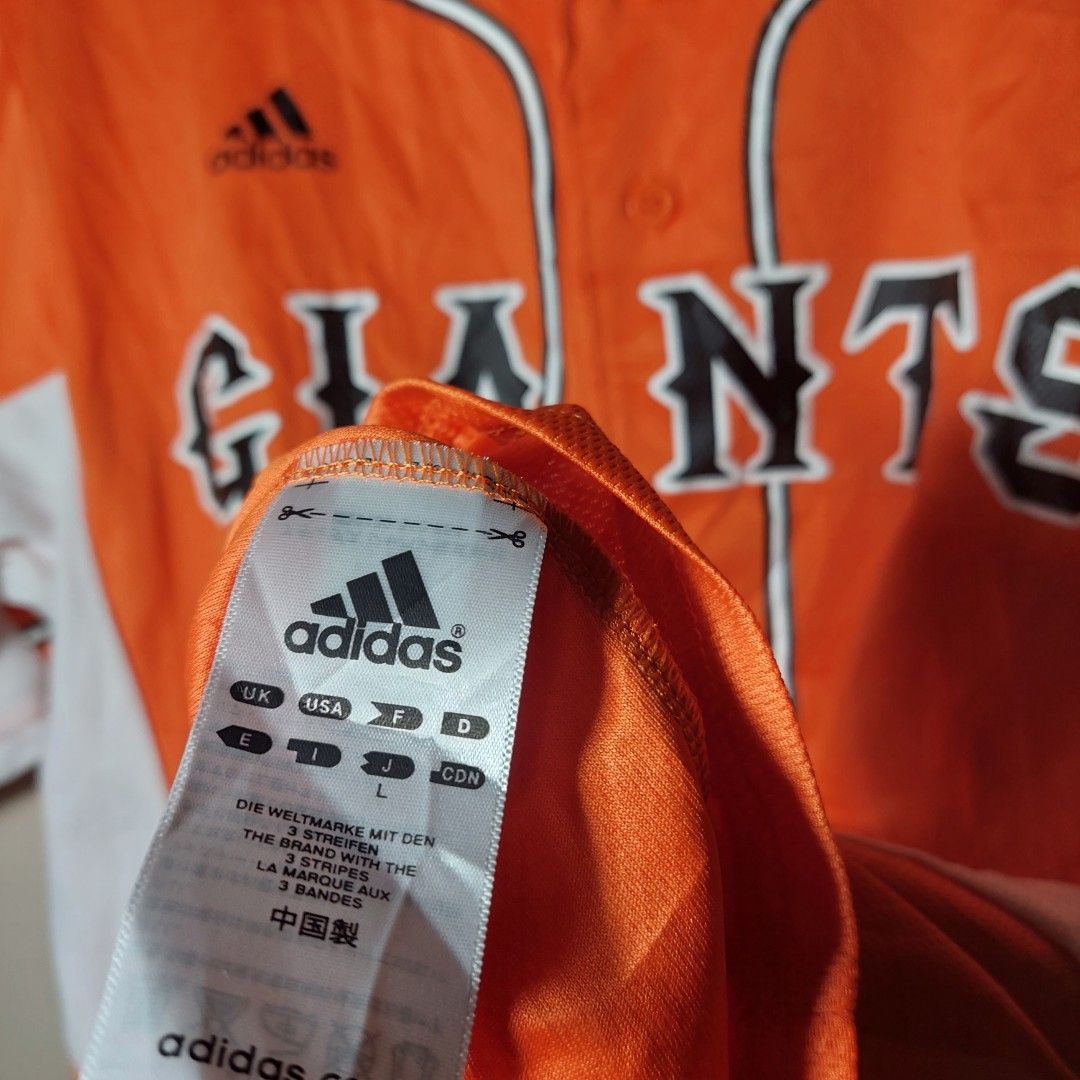 adidas
GIANTS
adidas®
UK USA F D
E I J CDN
L
DIE WELTMARKE MIT DEN
3 STREIFEN
THE BRAND WITH THE
3 STRIPES
LA MARQUE AUX
3 BANDES
中国製
adidas.